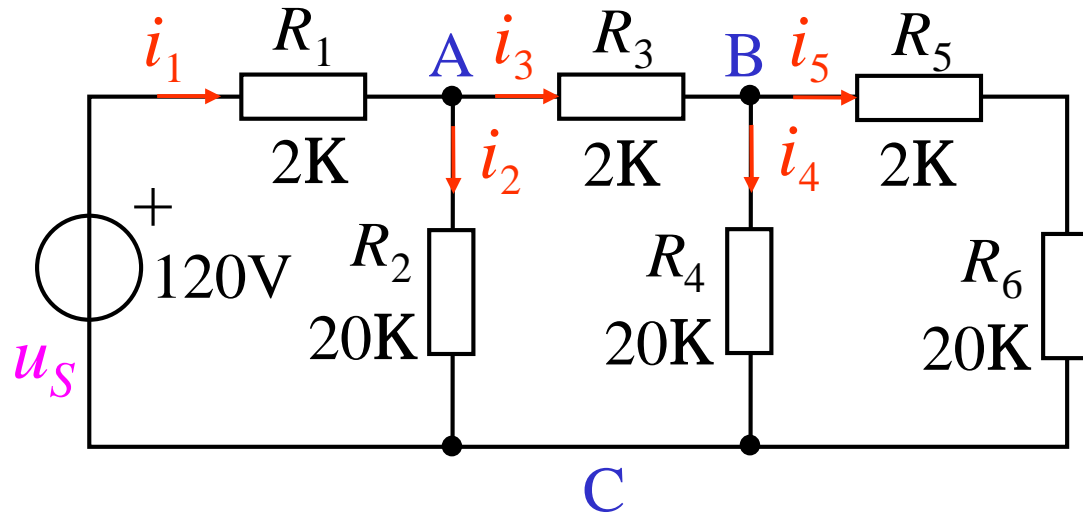 i1 R1 A i3 R3 B i5 R5
2K i2 2K i4 2K
+
120V R2 R4 R6
uS 20K 20K 20K
C